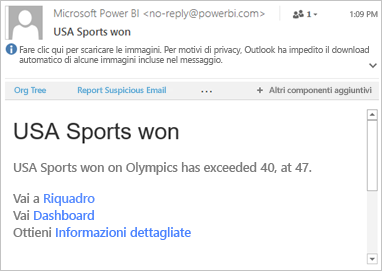 Microsoft Power BI <no-reply@powerbi.com>
1
1:09 PM
USA Sports won
Fare clic qui per scaricare le immagini. Per motivi di privacy, Outlook ha impedito il download
automatico di alcune immagini incluse nel messaggio.
Org Tree
Report Suspicious Email
...
+ Altri componenti aggiuntivi
USA Sports won
USA Sports won on Olympics has exceeded 40, at 47.
Vai a Riquadro
Vai Dashboard
Ottieni Informazioni dettagliate